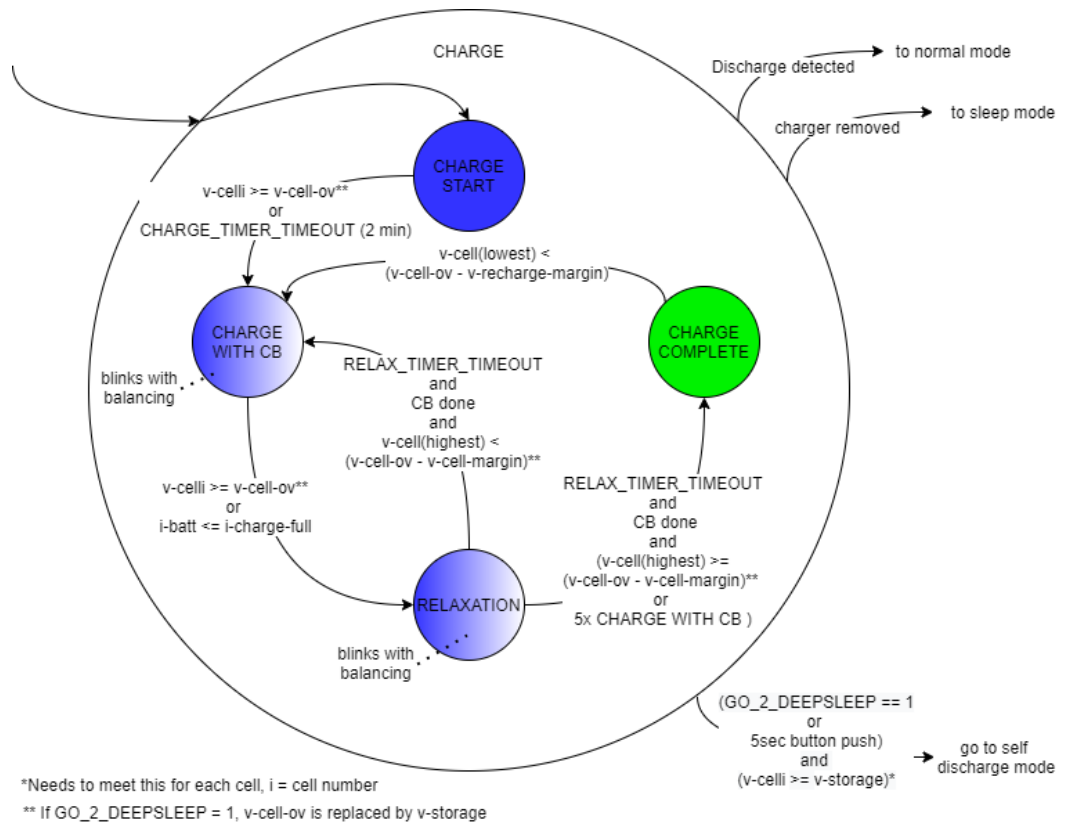 CHARGE
to normal mode
Discharge detected
to sleep mode
charger removed
CHARGE
START
v-celli >= v-cell-ov**
or
CHARGE_TIMER_TIMEOUT (2 min)
v-cell(lowest) <
(v-cell-ov - v-recharge-margin)
CHARGE
WITH CB
CHARGE
COMPLETE
blinks with
balancing
RELAX_TIMER_TIMEOUT
and
CB done
and
v-cell(highest) <
(v-cell-ov - v-cell-margin)**
v-celli >= v-cell-ov**
or
i-batt <= i-charge-full
RELAX_TIMER_TIMEOUT
and
CB done
and
(v-cell(highest) >=
(v-cell-ov - v-cell-margin)**
or
5x CHARGE WITH CB )
RELAXATION
blinks with
balancing
(GO_2_DEEPSLEEP == 1
or
5sec button push)
and
(v-celli >= v-storage)*
go to self
discharge mode
*Needs to meet this for each cell, i = cell number
** If GO_2_DEEPSLEEP = 1, v-cell-ov is replaced by v-storage